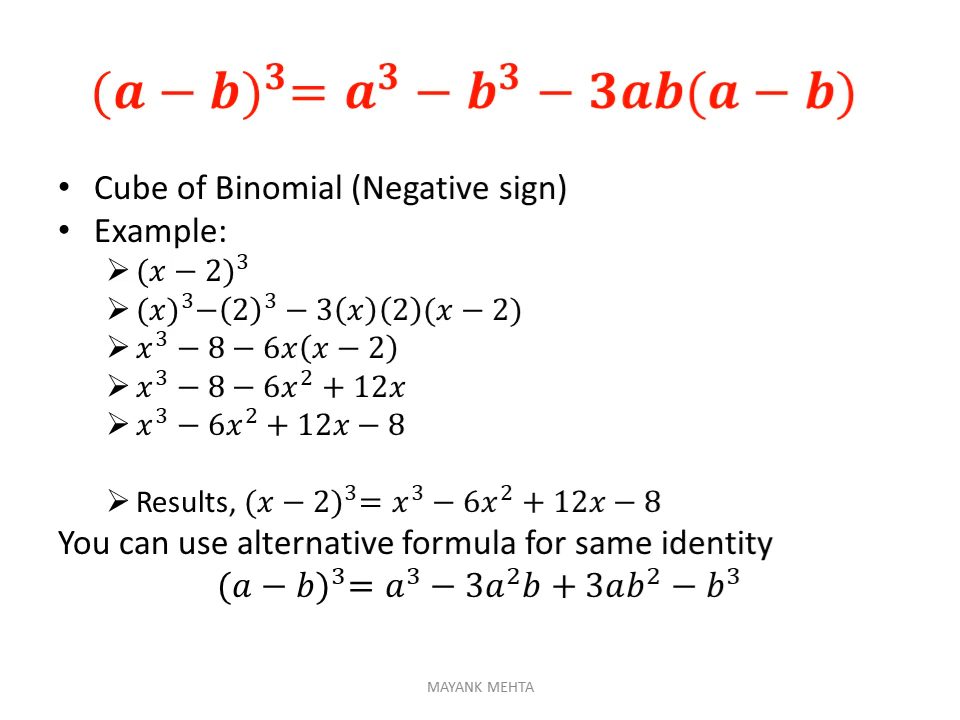 (𝒂 − 𝒃)³= 𝒂³ − 𝒃³ − 𝟑𝒂𝒃(𝒂 − 𝒃)
• Cube of Binomial (Negative sign)
• Example:
➢ (𝑥 − 2)³
➢ (𝑥)³−(2)³ − 3(𝑥)(2)(𝑥 − 2)
➢ 𝑥³ − 8 − 6𝑥(𝑥 − 2)
➢ 𝑥³ − 8 − 6𝑥² + 12𝑥
➢ 𝑥³ − 6𝑥² + 12𝑥 − 8
➢ Results, (𝑥 − 2)³= 𝑥³ − 6𝑥² + 12𝑥 − 8
You can use alternative formula for same identity
(𝑎 − 𝑏)³= 𝑎³ − 3𝑎²𝑏 + 3𝑎𝑏² − 𝑏³
MAYANK MEHTA